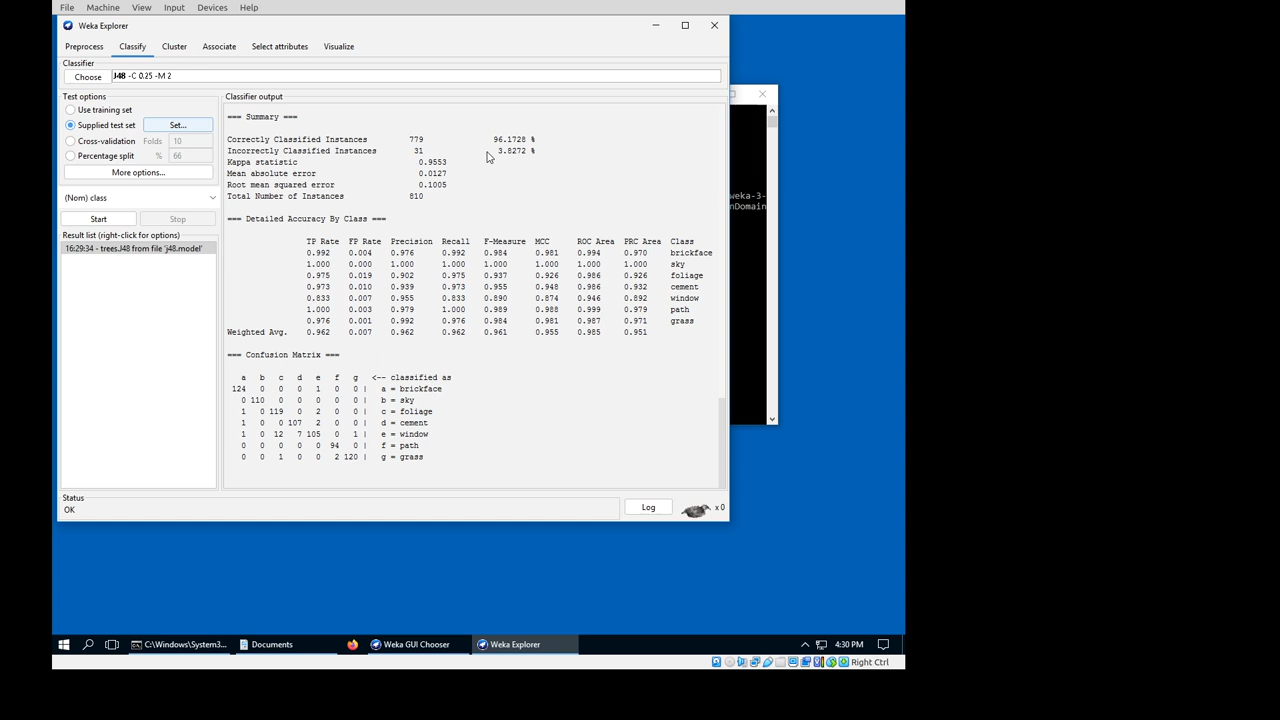 File Machine View Input Devices Help
Weka Explorer
Preprocess Classify Cluster Associate Select attributes Visualize
Classifier
Choose J48 -C 0.25 -M 2
Test options
Use training set
Supplied test set Set...
Cross-validation Folds 10
Percentage split % 66
More options...
(Nom) class
Start Stop
Result list (right-click for options)
16:29:34 - trees.J48 from file 'j48.model'
Classifier output
=== Summary ===
Correctly Classified Instances 779 96.1728 %
Incorrectly Classified Instances 31 3.8272 %
Kappa statistic 0.9553
Mean absolute error 0.0127
Root mean squared error 0.1005
Total Number of Instances 810
=== Detailed Accuracy By Class ===
TP Rate FP Rate Precision Recall F-Measure MCC ROC Area PRC Area Class
0.992 0.004 0.976 0.992 0.984 0.981 0.994 0.970 brickface
1.000 0.000 1.000 1.000 1.000 1.000 1.000 1.000 sky
0.975 0.019 0.902 0.975 0.937 0.926 0.986 0.926 foliage
0.973 0.010 0.939 0.973 0.955 0.948 0.986 0.932 cement
0.833 0.007 0.955 0.833 0.890 0.874 0.946 0.892 window
1.000 0.003 0.979 1.000 0.989 0.988 0.999 0.979 path
0.976 0.001 0.992 0.976 0.984 0.981 0.987 0.971 grass
Weighted Avg. 0.962 0.007 0.962 0.962 0.961 0.955 0.985 0.951
=== Confusion Matrix ===
a b c d e f g <-- classified as
124 0 0 0 1 0 0 | a = brickface
0 110 0 0 0 0 0 | b = sky
1 0 119 0 2 0 0 | c = foliage
1 0 0 107 2 0 0 | d = cement
1 0 12 7 105 0 1 | e = window
0 0 0 0 0 94 0 | f = path
0 0 1 0 0 2 120 | g = grass
weka-3-
nDomain
Status
OK
Log x 0
C:\Windows\System3... Documents Weka GUI Chooser Weka Explorer 4:30 PM
Right Ctrl